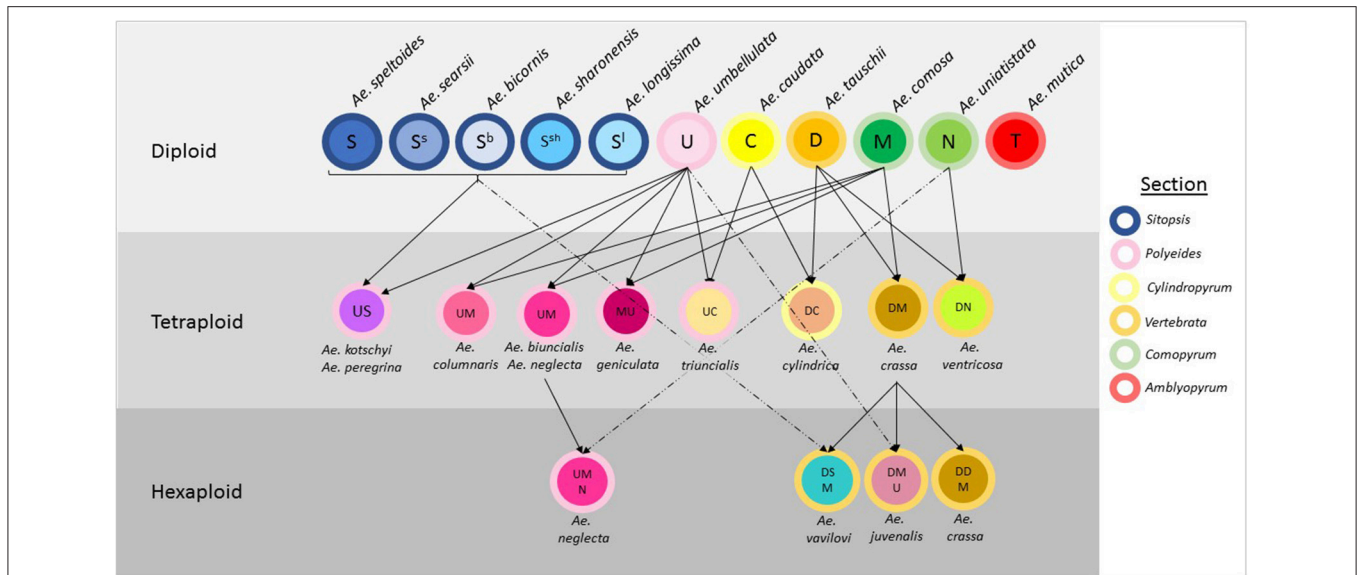 Ae. speltoides
Ae. searsii
Ae. bicornis
Ae. sharonensis
Ae. longissima
Ae. umbellulata
Ae. caudata
Ae. tauschii
Ae. comosa
Ae. uniatistata
Ae. mutica
Diploid
S
Sˢ
Sᵇ
Sˢʰ
Sˡ
U
C
D
M
N
T
Section
Sitopsis
Polyeides
Cylindropyrum
Vertebrata
Comopyrum
Amblyopyrum
Tetraploid
US
UM
UM
MU
UC
DC
DM
DN
Ae. kotschyi
Ae. peregrina
Ae.
columnaris
Ae. biuncialis
Ae. neglecta
Ae.
geniculata
Ae.
triuncialis
Ae.
cylindrica
Ae.
crassa
Ae.
ventricosa
Hexaploid
UM
N
DS
M
DM
U
DD
M
Ae.
neglecta
Ae.
vavilovi
Ae.
juvenalis
Ae.
crassa